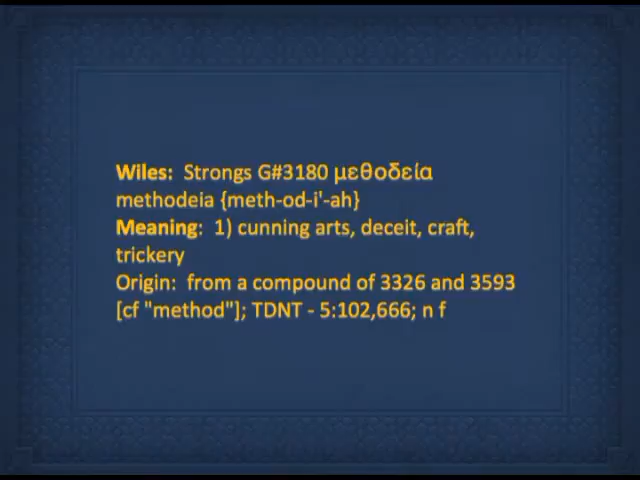 Wiles: Strongs G#3180 μεθοδεία
methodeia {meth-od-i'-ah}
Meaning: 1) cunning arts, deceit, craft,
trickery
Origin: from a compound of 3326 and 3593
[cf "method"]; TDNT - 5:102,666; n f